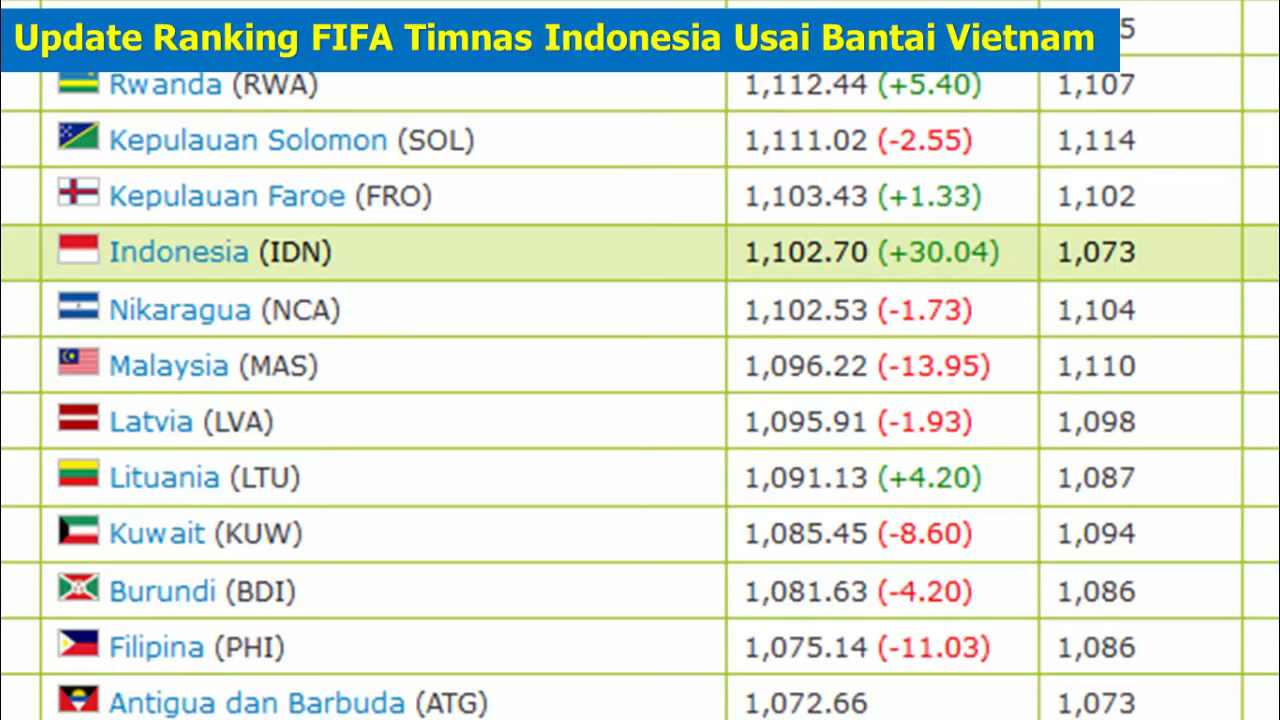 Update Ranking FIFA Timnas Indonesia Usai Bantai Vietnam
5
Rwanda (RWA) 1,112.44 (+5.40) 1,107
Kepulauan Solomon (SOL) 1,111.02 (-2.55) 1,114
Kepulauan Faroe (FRO) 1,103.43 (+1.33) 1,102
Indonesia (IDN) 1,102.70 (+30.04) 1,073
Nikaragua (NCA) 1,102.53 (-1.73) 1,104
Malaysia (MAS) 1,096.22 (-13.95) 1,110
Latvia (LVA) 1,095.91 (-1.93) 1,098
Lituania (LTU) 1,091.13 (+4.20) 1,087
Kuwait (KUW) 1,085.45 (-8.60) 1,094
Burundi (BDI) 1,081.63 (-4.20) 1,086
Filipina (PHI) 1,075.14 (-11.03) 1,086
Antigua dan Barbuda (ATG) 1,072.66 1,073